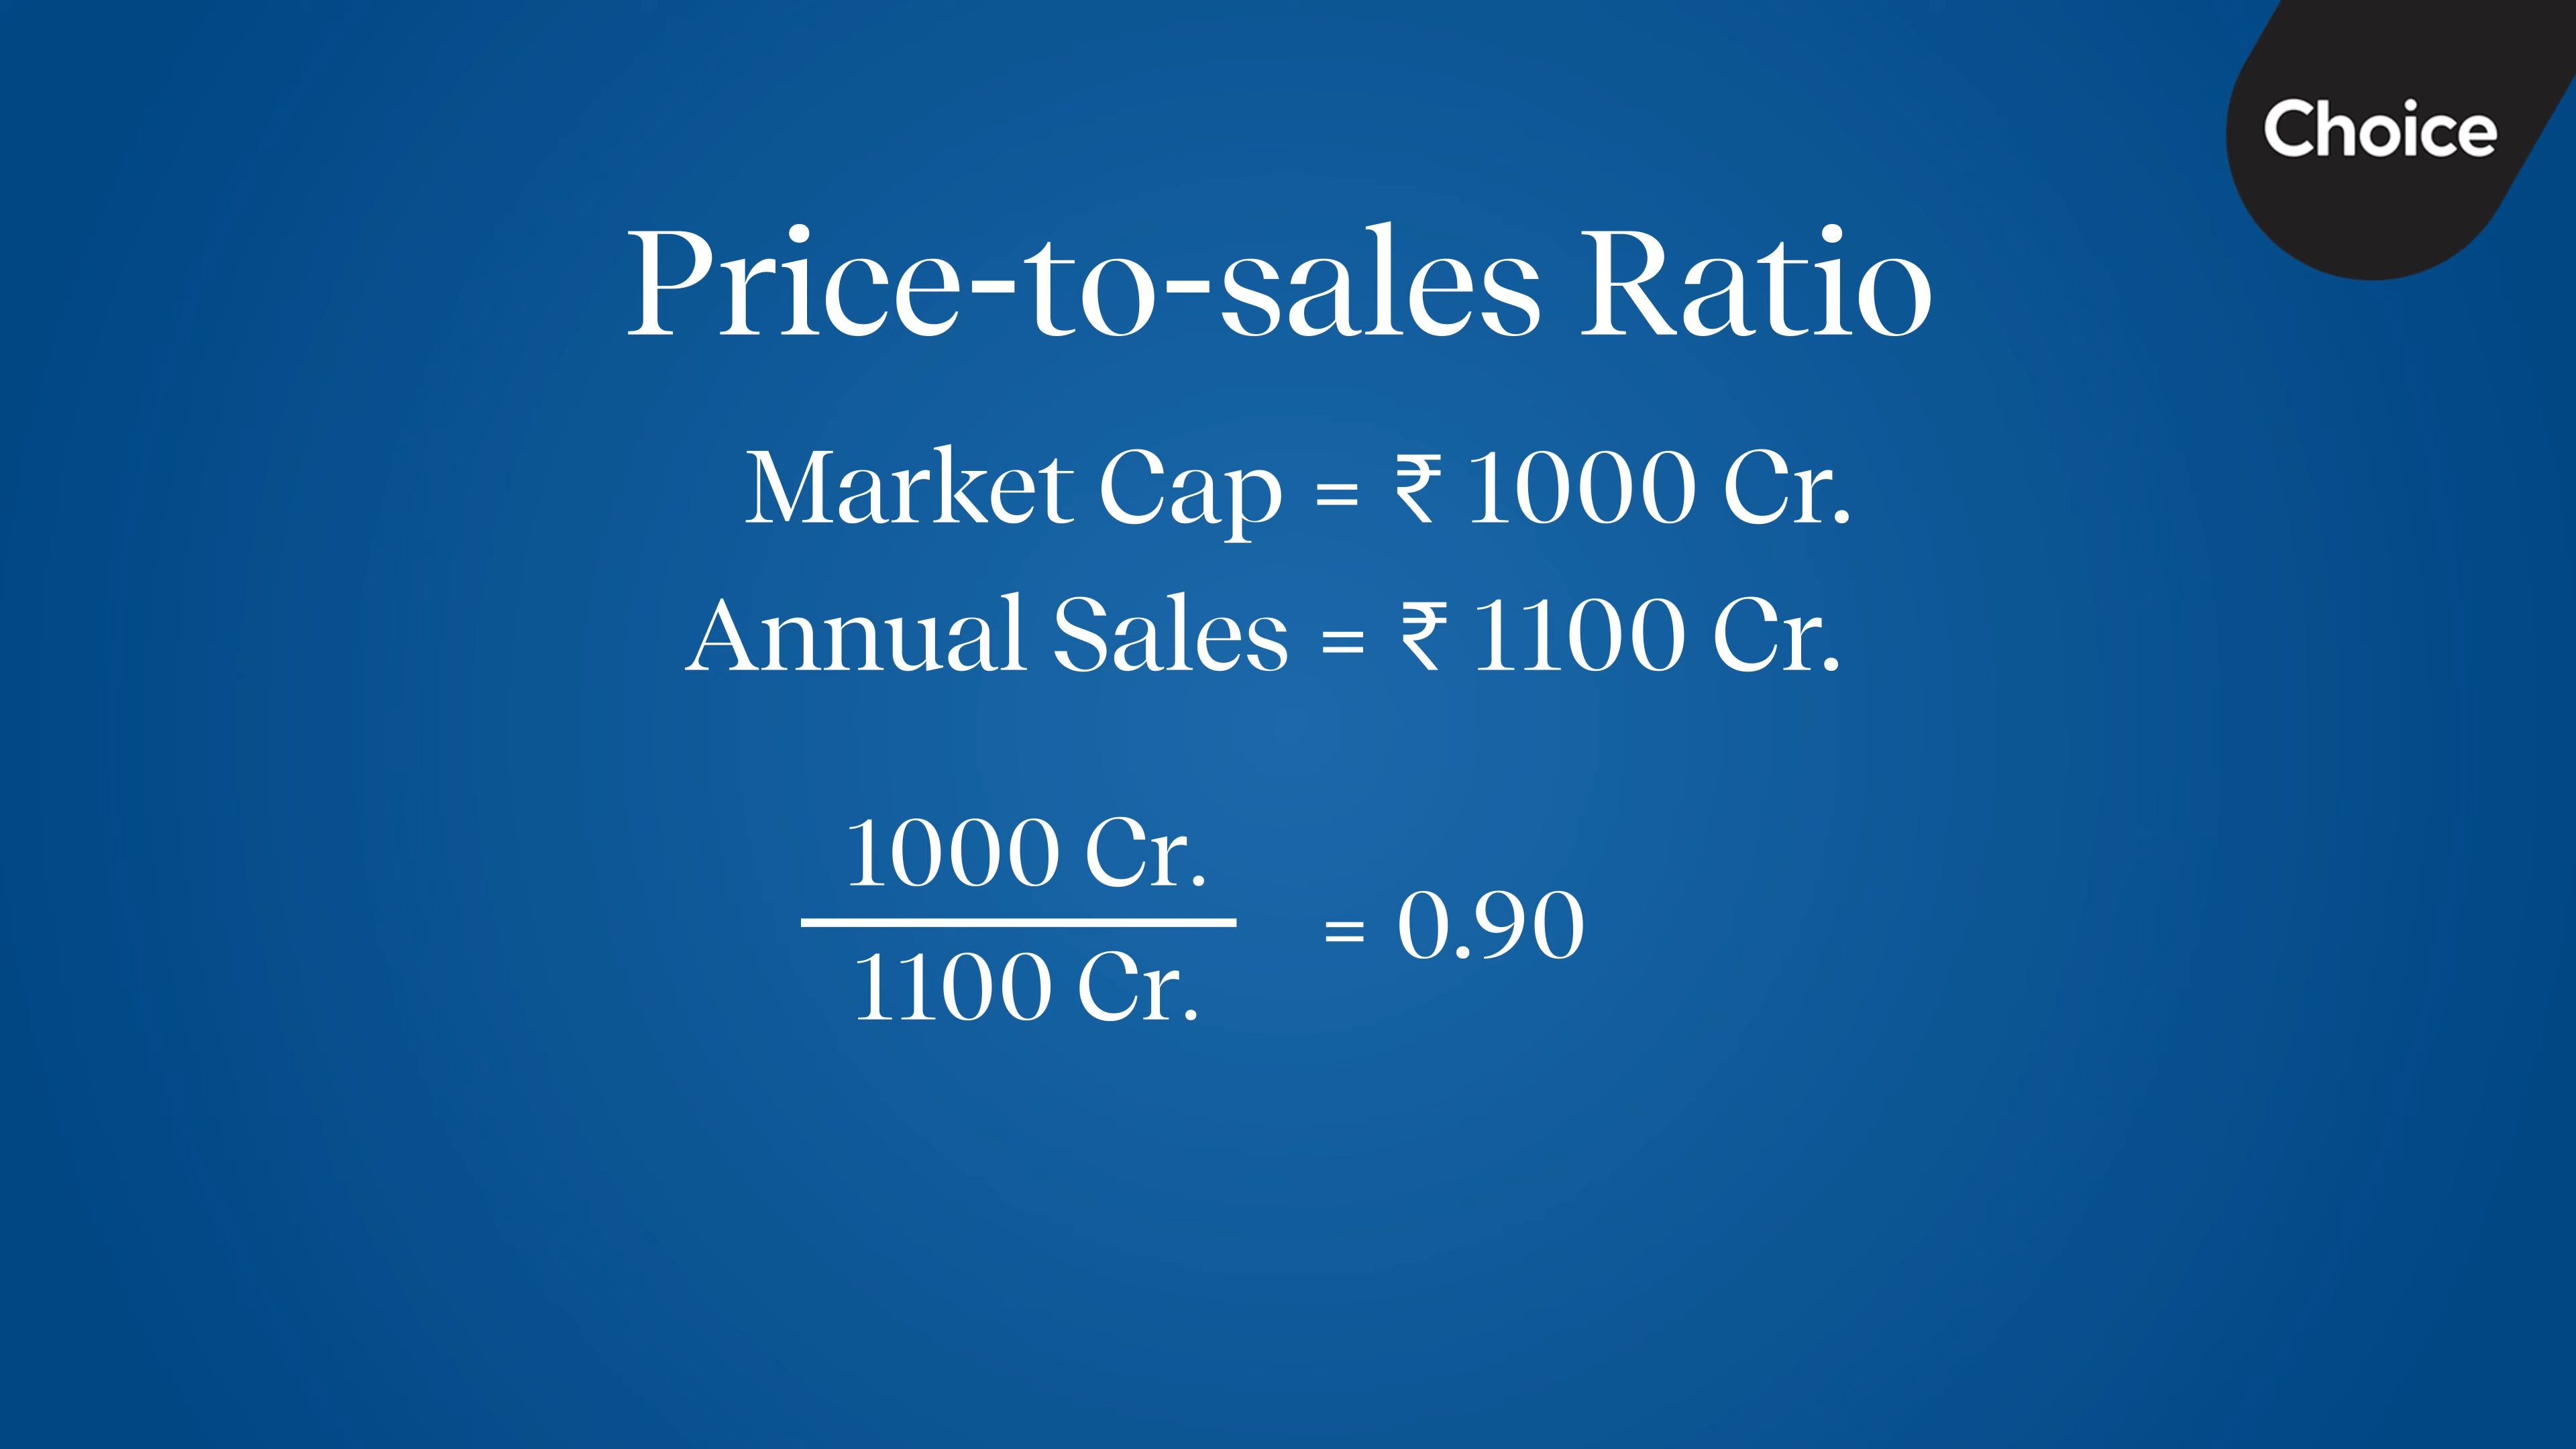 Choice
Price-to-sales Ratio
Market Cap = ₹ 1000 Cr.
Annual Sales = ₹ 1100 Cr.
1000 Cr.
= 0.90
1100 Cr.